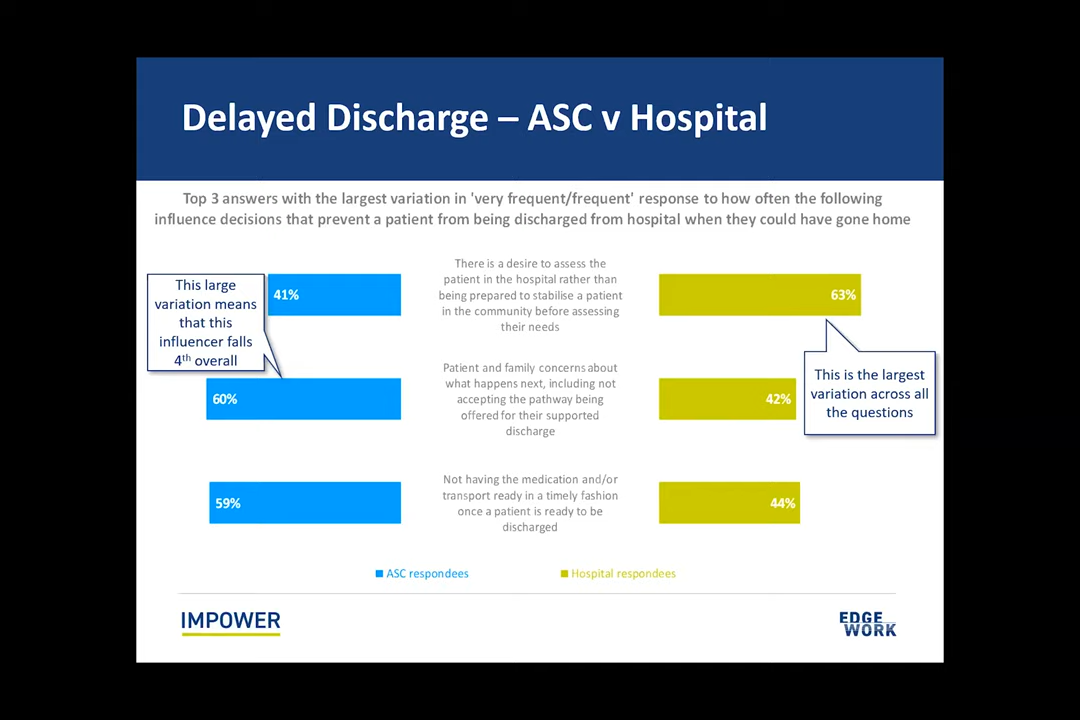 Delayed Discharge – ASC v Hospital
Top 3 answers with the largest variation in 'very frequent/frequent' response to how often the following
influence decisions that prevent a patient from being discharged from hospital when they could have gone home
This large
variation means
that this
influencer falls
4th overall
41%
There is a desire to assess the
patient in the hospital rather than
being prepared to stabilise a patient
in the community before assessing
their needs
63%
60%
Patient and family concerns about
what happens next, including not
accepting the pathway being
offered for their supported
discharge
42%
This is the largest
variation across all
the questions
59%
Not having the medication and/or
transport ready in a timely fashion
once a patient is ready to be
discharged
44%
ASC respondees
Hospital respondees
IMPOWER
EDGE
WORK